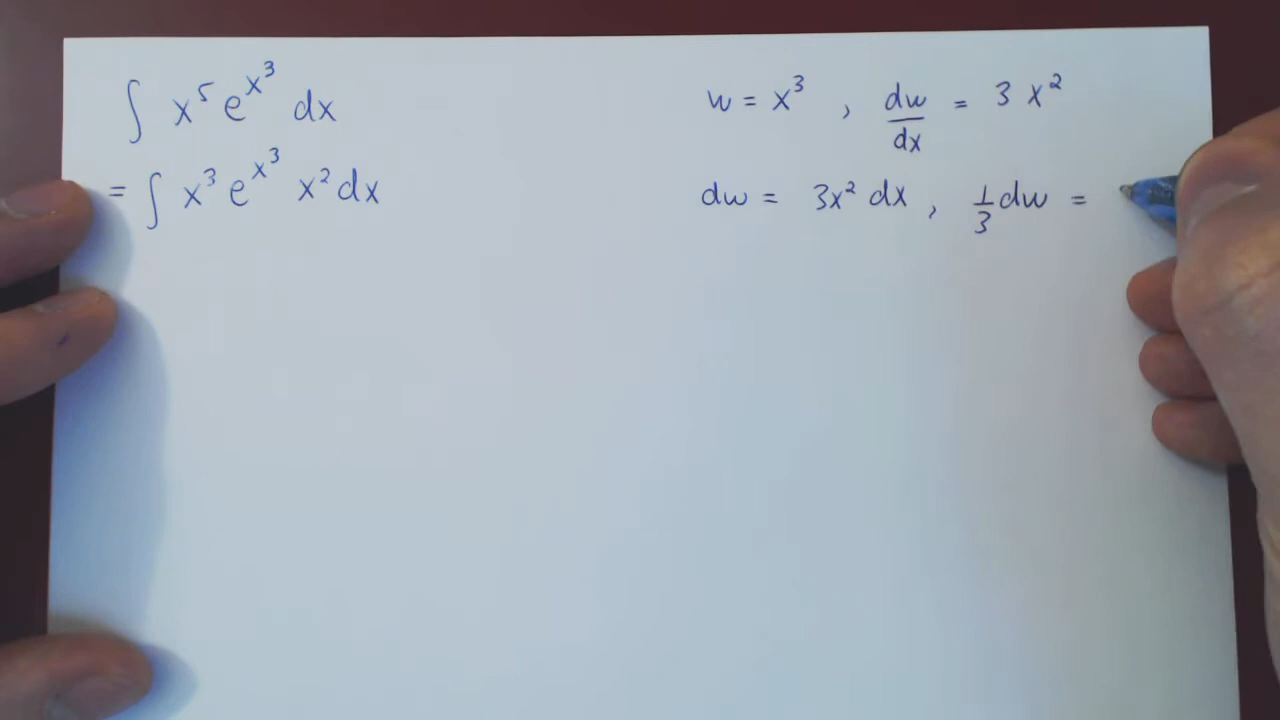 ∫ x⁵ e^{x³} dx
w = x³ , dw/dx = 3 x²
= ∫ x³ e^{x³} x² dx
dw = 3x² dx , 1/3 dw =